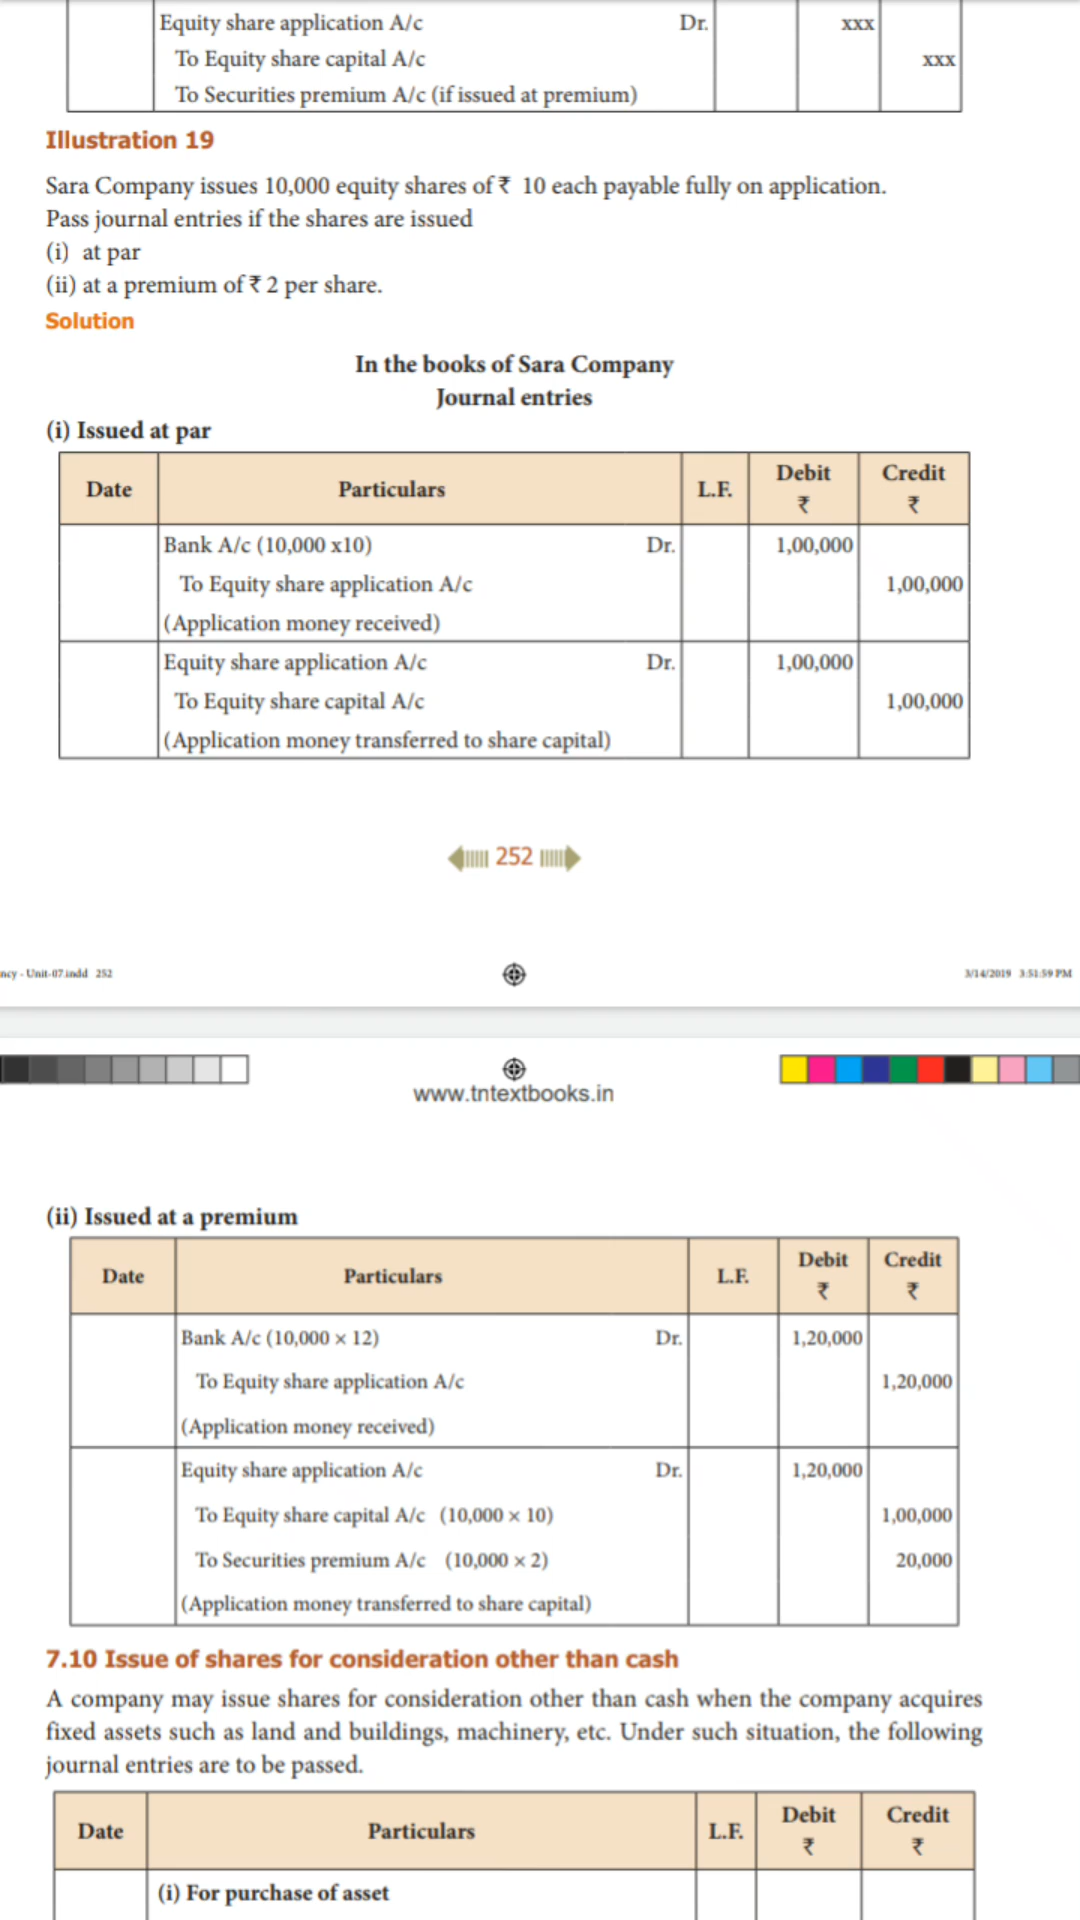 Equity share application A/c Dr. xxx
To Equity share capital A/c xxx
To Securities premium A/c (if issued at premium)
Illustration 19
Sara Company issues 10,000 equity shares of ₹ 10 each payable fully on application.
Pass journal entries if the shares are issued
(i) at par
(ii) at a premium of ₹ 2 per share.
Solution
In the books of Sara Company
Journal entries
(i) Issued at par
Date Particulars L.F. Debit ₹ Credit ₹
Bank A/c (10,000 x10) Dr. 1,00,000
To Equity share application A/c 1,00,000
(Application money received)
Equity share application A/c Dr. 1,00,000
To Equity share capital A/c 1,00,000
(Application money transferred to share capital)
252
ncy - Unit-07.indd 252 3/14/2019 3:51:59 PM
www.tntextbooks.in
(ii) Issued at a premium
Date Particulars L.F. Debit ₹ Credit ₹
Bank A/c (10,000 × 12) Dr. 1,20,000
To Equity share application A/c 1,20,000
(Application money received)
Equity share application A/c Dr. 1,20,000
To Equity share capital A/c (10,000 × 10) 1,00,000
To Securities premium A/c (10,000 × 2) 20,000
(Application money transferred to share capital)
7.10 Issue of shares for consideration other than cash
A company may issue shares for consideration other than cash when the company acquires
fixed assets such as land and buildings, machinery, etc. Under such situation, the following
journal entries are to be passed.
Date Particulars L.F. Debit ₹ Credit ₹
(i) For purchase of asset